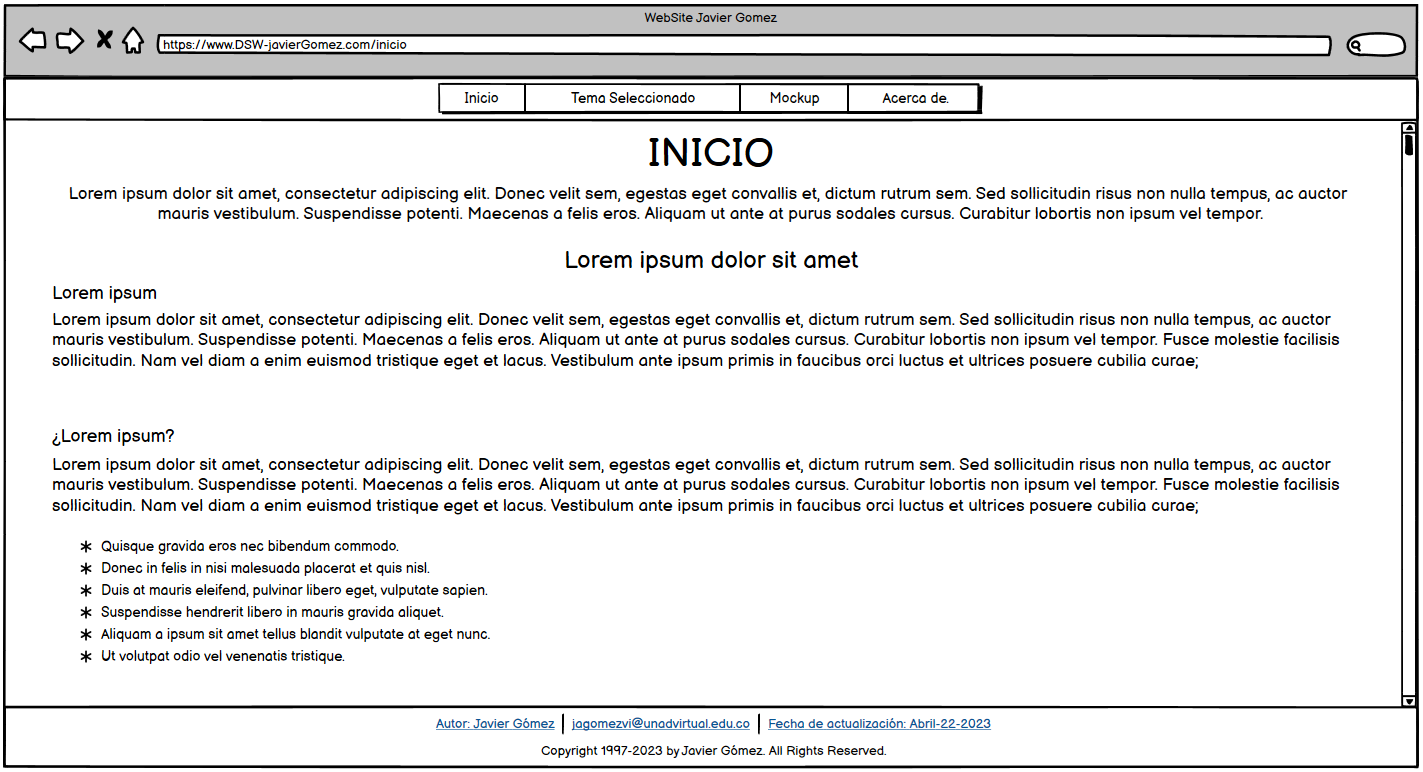 WebSite Javier Gomez
https://www.DSW-javierGomez.com/inicio
Inicio Tema Seleccionado Mockup Acerca de.
INICIO
Lorem ipsum dolor sit amet, consectetur adipiscing elit. Donec velit sem, egestas eget convallis et, dictum rutrum sem. Sed sollicitudin risus non nulla tempus, ac auctor
mauris vestibulum. Suspendisse potenti. Maecenas a felis eros. Aliquam ut ante at purus sodales cursus. Curabitur lobortis non ipsum vel tempor.
Lorem ipsum dolor sit amet
Lorem ipsum
Lorem ipsum dolor sit amet, consectetur adipiscing elit. Donec velit sem, egestas eget convallis et, dictum rutrum sem. Sed sollicitudin risus non nulla tempus, ac auctor
mauris vestibulum. Suspendisse potenti. Maecenas a felis eros. Aliquam ut ante at purus sodales cursus. Curabitur lobortis non ipsum vel tempor. Fusce molestie facilisis
sollicitudin. Nam vel diam a enim euismod tristique eget et lacus. Vestibulum ante ipsum primis in faucibus orci luctus et ultrices posuere cubilia curae;
¿Lorem ipsum?
Lorem ipsum dolor sit amet, consectetur adipiscing elit. Donec velit sem, egestas eget convallis et, dictum rutrum sem. Sed sollicitudin risus non nulla tempus, ac auctor
mauris vestibulum. Suspendisse potenti. Maecenas a felis eros. Aliquam ut ante at purus sodales cursus. Curabitur lobortis non ipsum vel tempor. Fusce molestie facilisis
sollicitudin. Nam vel diam a enim euismod tristique eget et lacus. Vestibulum ante ipsum primis in faucibus orci luctus et ultrices posuere cubilia curae;
* Quisque gravida eros nec bibendum commodo.
* Donec in felis in nisi malesuada placerat et quis nisl.
* Duis at mauris eleifend, pulvinar libero eget, vulputate sapien.
* Suspendisse hendrerit libero in mauris gravida aliquet.
* Aliquam a ipsum sit amet tellus blandit vulputate at eget nunc.
* Ut volutpat odio vel venenatis tristique.
Autor: Javier Gómez | jagomezvi@unadvirtual.edu.co | Fecha de actualización: Abril-22-2023
Copyright 1997-2023 by Javier Gómez. All Rights Reserved.